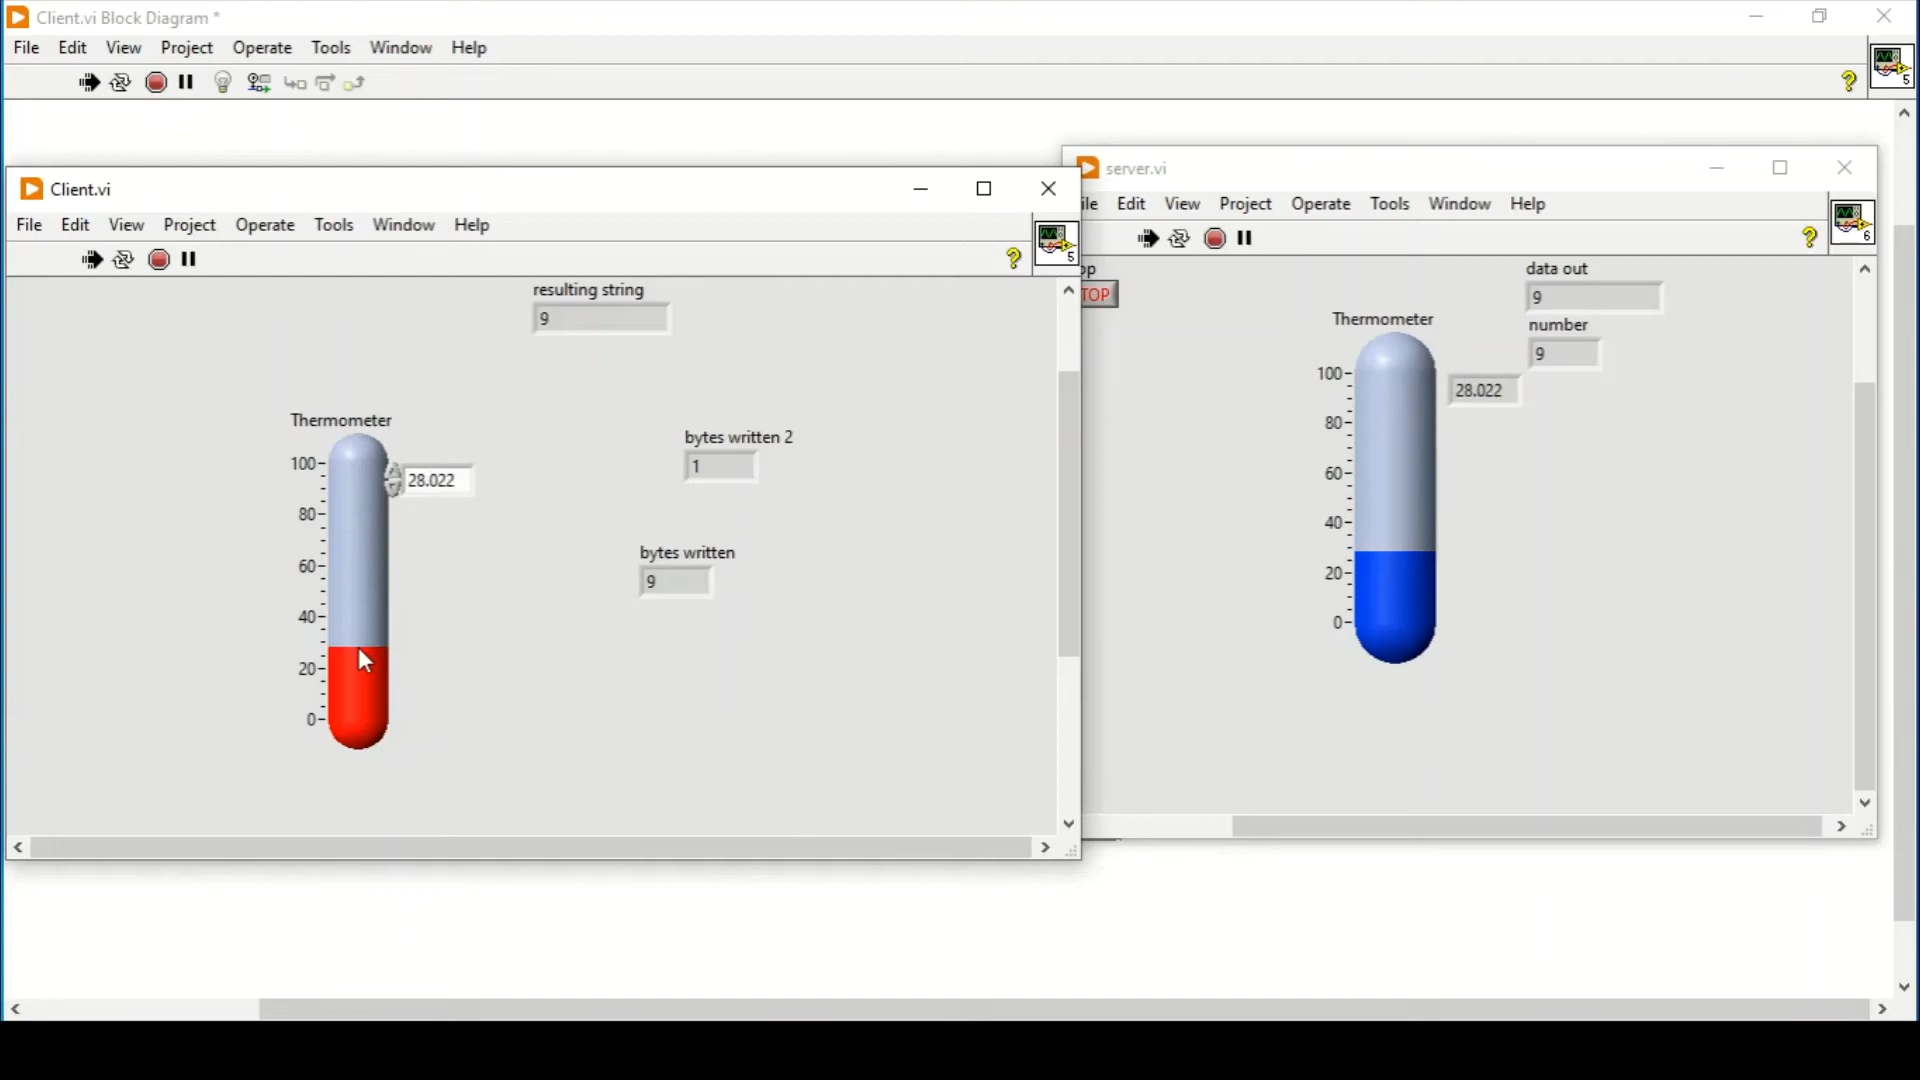 Client.vi Block Diagram *
File Edit View Project Operate Tools Window Help
5
Client.vi
File Edit View Project Operate Tools Window Help
5
resulting string
9
Thermometer
28.022
100
80
60
40
20
0
bytes written 2
1
bytes written
9
server.vi
ile Edit View Project Operate Tools Window Help
6
op
TOP
data out
9
number
9
Thermometer
28.022
100
80
60
40
20
0